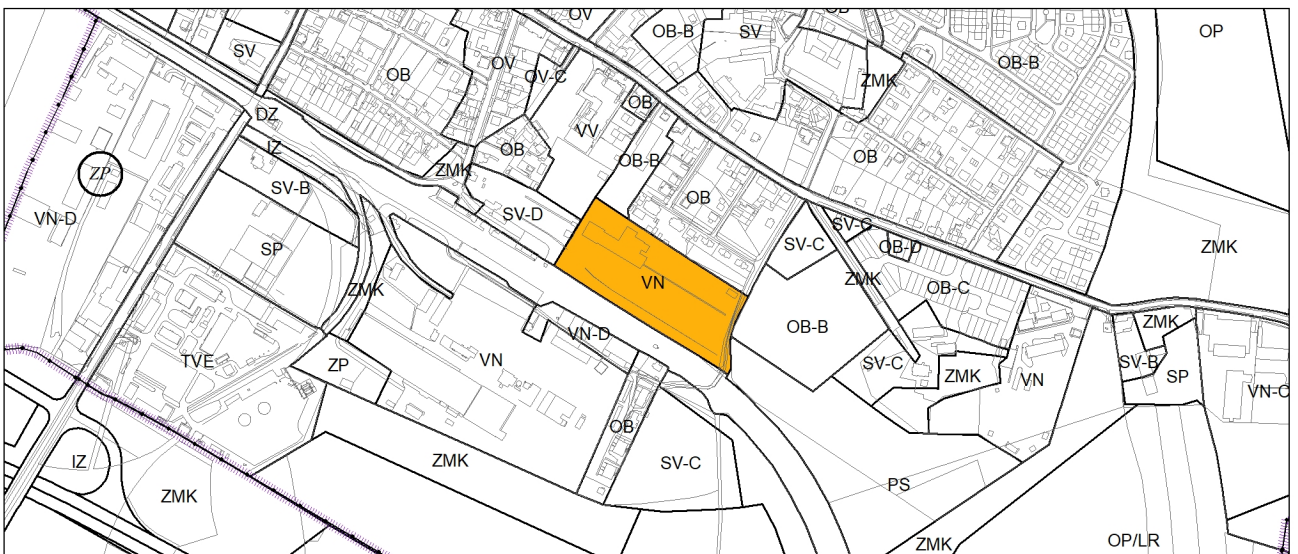 OV
OB-B
SV
OB
OP
SV
OB
OV
OV-C
ZMK
OB-B
DZ
OB
VV
IZ
ZMK
OB
OB-B
OB
ZP
SV-B
VN-D
SV-D
OB
SP
SV-C
SV-C
OB-D
ZMK
ZMK
ZMK
VN
OB-C
VN-D
OB-B
ZMK
TVE
ZP
VN
SV-C
ZMK
VN
SV-B
SP
VN-C
OB
IZ
ZMK
SV-C
ZMK
PS
ZMK
OP/LR